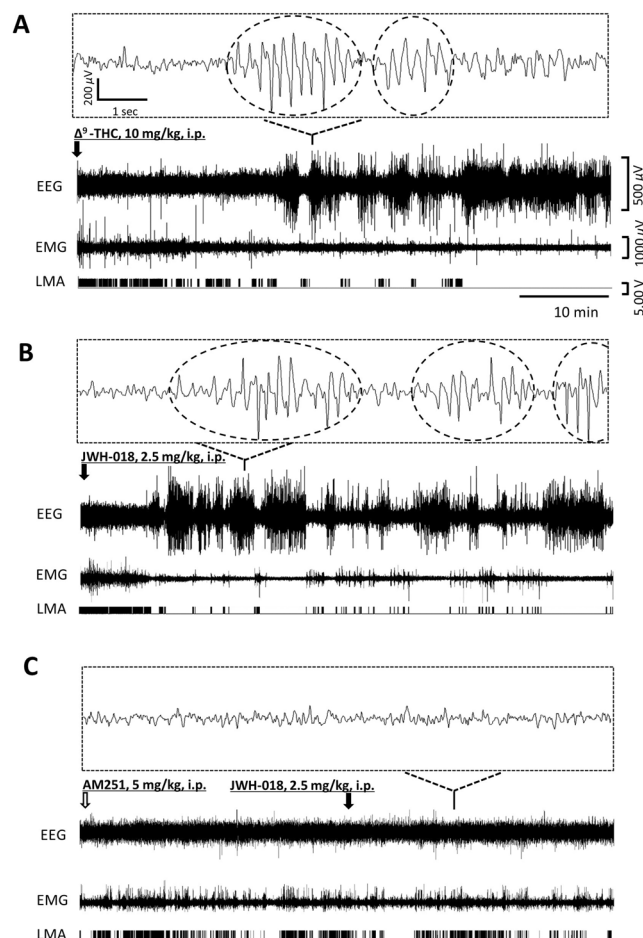 A
200 µV
1 sec
Δ⁹-THC, 10 mg/kg, i.p.
EEG
500 µV
EMG
1000 µV
LMA
5.00 V
10 min
B
JWH-018, 2.5 mg/kg, i.p.
EEG
EMG
LMA
C
AM251, 5 mg/kg, i.p. JWH-018, 2.5 mg/kg, i.p.
EEG
EMG
LMA